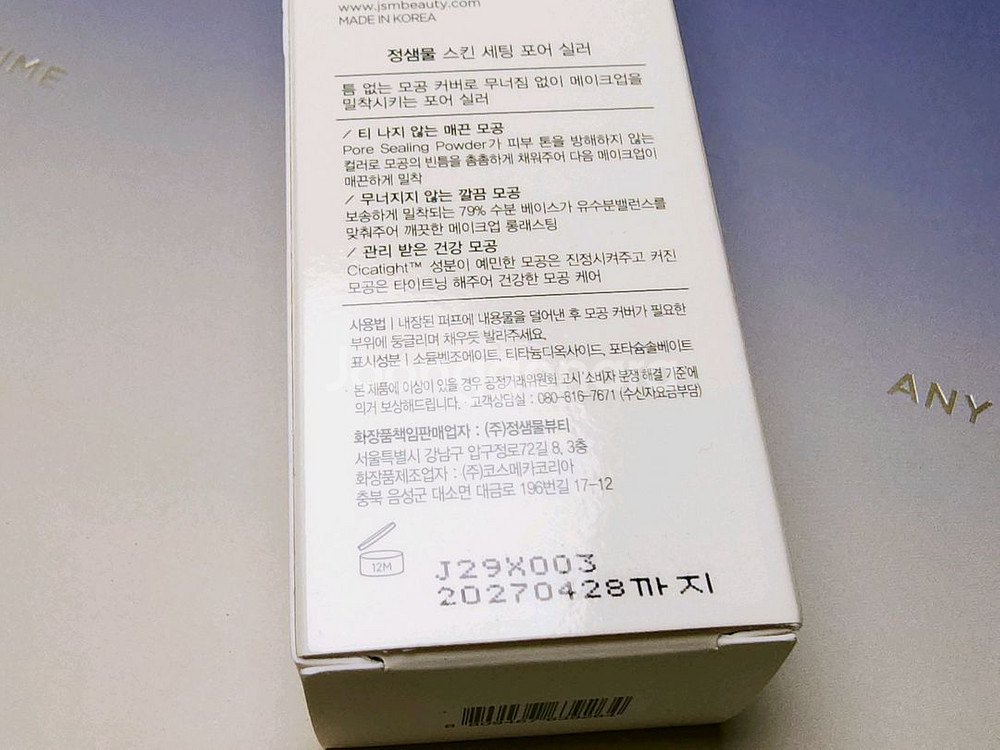 www.jsmbeauty.com
MADE IN KOREA
IME
정샘물 스킨 세팅 포어 실러
틈 없는 모공 커버로 무너짐 없이 메이크업을
밀착시키는 포어 실러
/ 티 나지 않는 매끈 모공
Pore Sealing Powder가 피부 톤을 방해하지 않는
컬러로 모공의 빈틈을 촘촘하게 채워주어 다음 메이크업이
매끈하게 밀착
/ 무너지지 않는 깔끔 모공
보송하게 밀착되는 79% 수분 베이스가 유수분밸런스를
맞춰주어 깨끗한 메이크업 롱래스팅
/ 관리 받은 건강 모공
Cicatight™ 성분이 예민한 모공은 진정시켜주고 커진
모공은 타이트닝 해주어 건강한 모공 케어
사용법 | 내장된 퍼프에 내용물을 덜어낸 후 모공 커버가 필요한
부위에 둥글리며 채우듯 발라주세요.
표시성분 | 소듐벤조에이트, 티타늄디옥사이드, 포타슘솔베이트
· 본 제품에 이상이 있을 경우 공정거래위원회 고시 '소비자 분쟁 해결 기준'에
의거 보상해드립니다. · 고객상담실 : 080-816-7671 (수신자요금부담)
화장품책임판매업자 : (주)정샘물뷰티
서울특별시 강남구 압구정로72길 8, 3층
화장품제조업자 : (주)코스메카코리아
충북 음성군 대소면 대금로 196번길 17-12
12M
J29X003
20270428까지
ANY